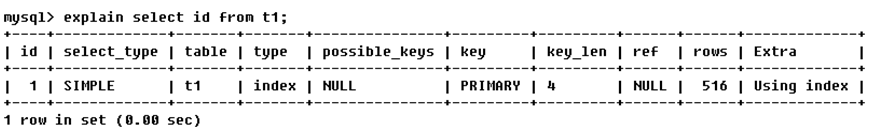 mysql> explain select id from t1;
+----+-------------+-------+-------+---------------+---------+---------+------+------+-------------+
| id | select_type | table | type  | possible_keys | key     | key_len | ref  | rows | Extra       |
+----+-------------+-------+-------+---------------+---------+---------+------+------+-------------+
|  1 | SIMPLE      | t1    | index | NULL          | PRIMARY | 4       | NULL |  516 | Using index |
+----+-------------+-------+-------+---------------+---------+---------+------+------+-------------+
1 row in set (0.00 sec)